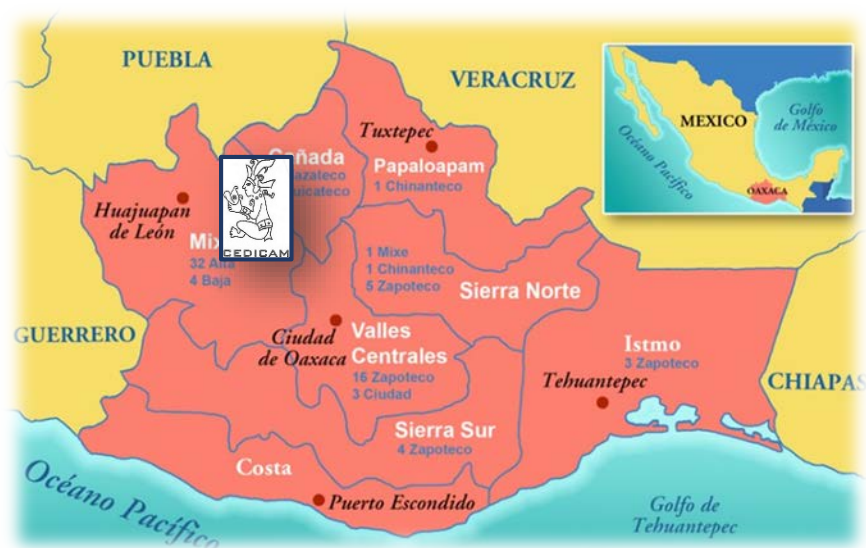 PUEBLA
VERACRUZ
Golfo
de México
MEXICO
Océano Pacífico
OAXACA
Tuxtepec
Cañada
Papaloapam
1 Chinanteco
Huajuapan
de León
CEDICAM
32 Alta
4 Baja
1 Mixe
1 Chinanteco
5 Zapoteco
Sierra Norte
GUERRERO
Ciudad
de Oaxaca
Valles
Centrales
16 Zapoteco
3 Ciudad
Istmo
3 Zapoteco
Tehuantepec
CHIAPAS
Sierra Sur
4 Zapoteco
Costa
Océano Pacífico
Puerto Escondido
Golfo de
Tehuantepec